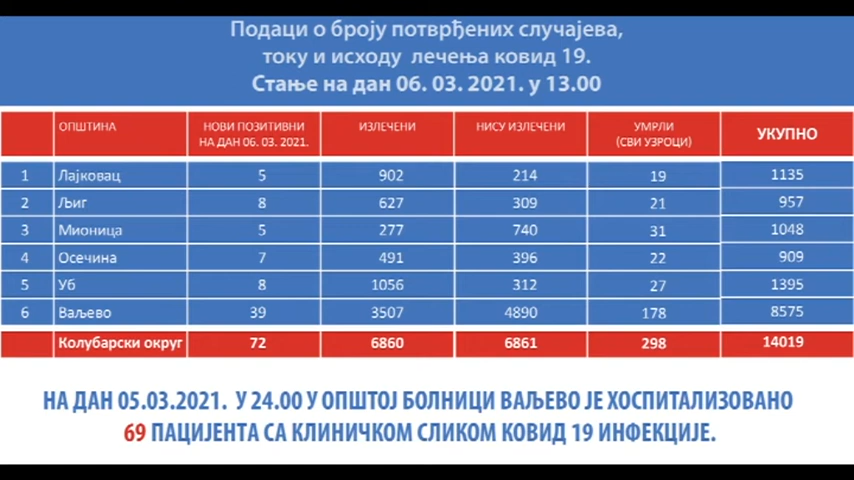 Подаци о броју потврђених случајева,
току и исходу лечења ковид 19.
Стање на дан 06. 03. 2021. у 13.00
ОПШТИНА НОВИ ПОЗИТИВНИ НА ДАН 06. 03. 2021. ИЗЛЕЧЕНИ НИСУ ИЗЛЕЧЕНИ УМРЛИ (СВИ УЗРОЦИ) УКУПНО
1 Лајковац 5 902 214 19 1135
2 Љиг 8 627 309 21 957
3 Мионица 5 277 740 31 1048
4 Осечина 7 491 396 22 909
5 Уб 8 1056 312 27 1395
6 Ваљево 39 3507 4890 178 8575
Колубарски округ 72 6860 6861 298 14019
НА ДАН 05.03.2021. У 24.00 У ОПШТОЈ БОЛНИЦИ ВАЉЕВО ЈЕ ХОСПИТАЛИЗОВАНО
69 ПАЦИЈЕНТА СА КЛИНИЧКОМ СЛИКОМ КОВИД 19 ИНФЕКЦИЈЕ.